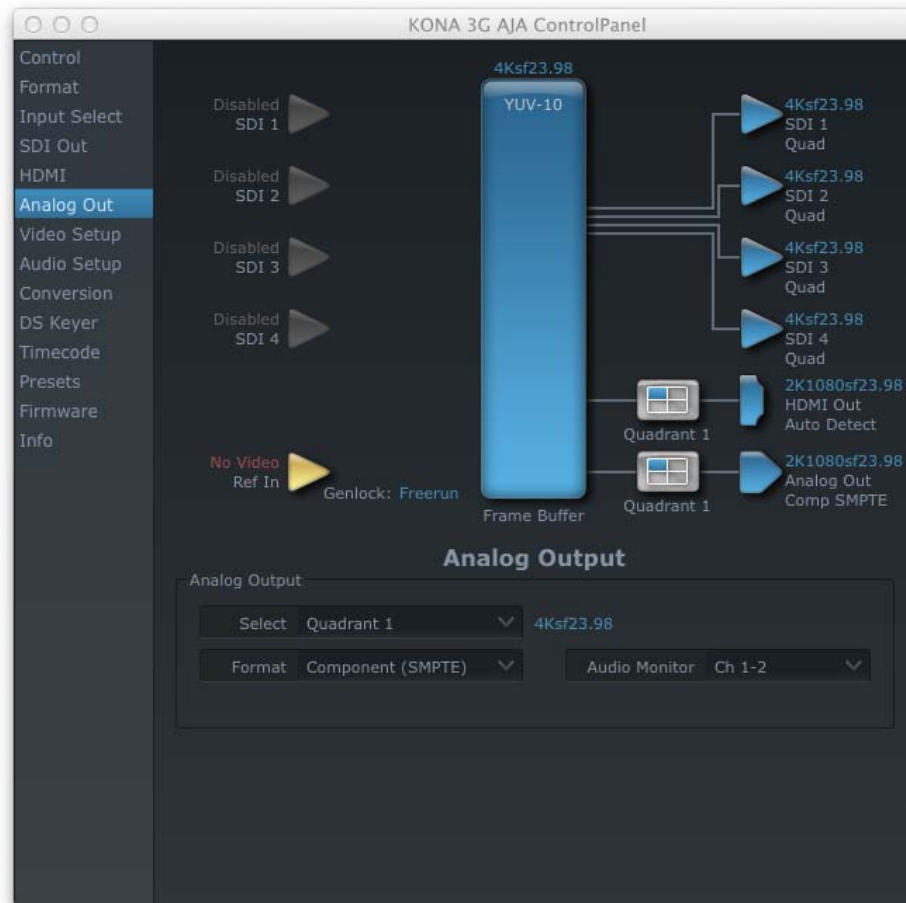 KONA 3G AJA ControlPanel
Control
Format
Input Select
SDI Out
HDMI
Analog Out
Video Setup
Audio Setup
Conversion
DS Keyer
Timecode
Presets
Firmware
Info
4Ksf23.98
YUV-10
Disabled
SDI 1
Disabled
SDI 2
Disabled
SDI 3
Disabled
SDI 4
No Video
Ref In
Genlock: Freerun
Frame Buffer
4Ksf23.98
SDI 1
Quad
4Ksf23.98
SDI 2
Quad
4Ksf23.98
SDI 3
Quad
4Ksf23.98
SDI 4
Quad
Quadrant 1
2K1080sf23.98
HDMI Out
Auto Detect
Quadrant 1
2K1080sf23.98
Analog Out
Comp SMPTE
Analog Output
Analog Output
Select Quadrant 1 4Ksf23.98
Format Component (SMPTE) Audio Monitor Ch 1-2